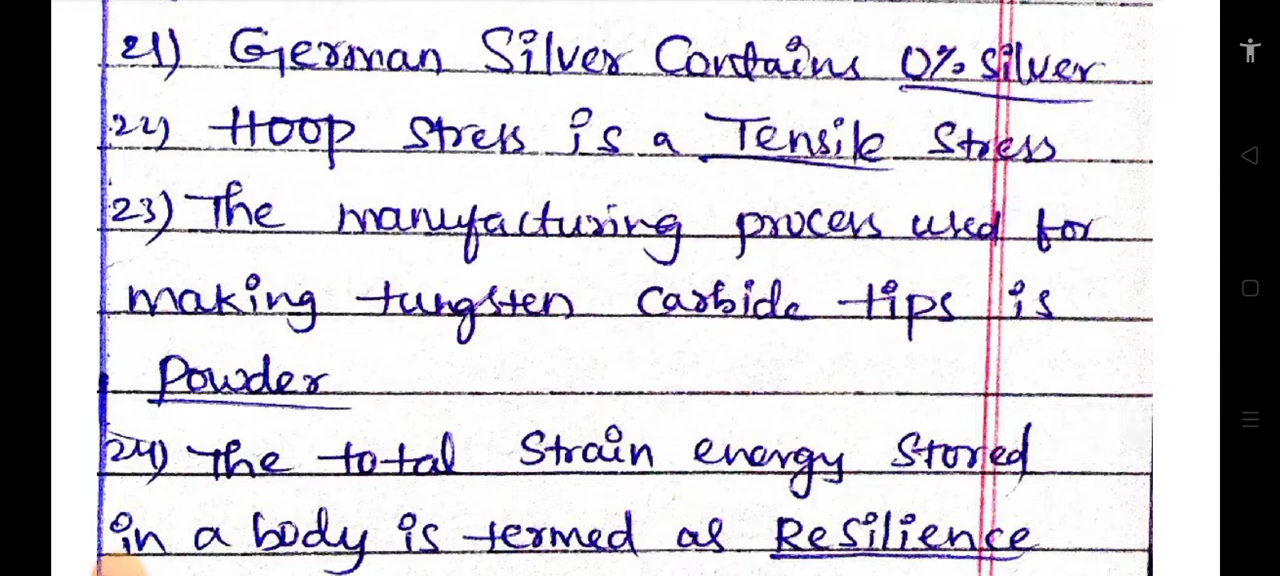 21) German Silver Contains 0% Silver
22) Hoop stress is a Tensile Stress
23) The manufacturing process used for
making tungsten carbide tips is
Powder
24) The total Strain energy Stored
in a body is termed as Resilience